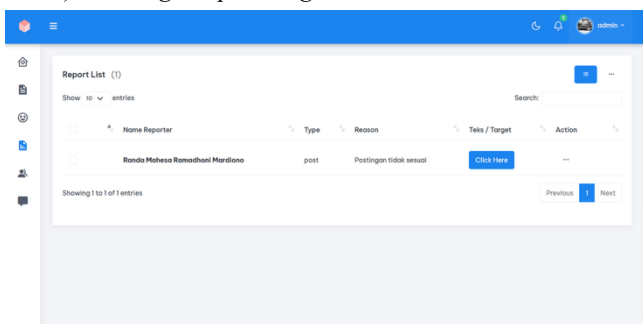 1
admin
Report List (1)
Show 10 entries
Search:
Name Reporter Type Reason Teks / Target Action
Randa Mahesa Ramadhoni Mardiono post Postingan tidak sesuai Click Here
Showing 1 to 1 of 1 entries
Previous 1 Next